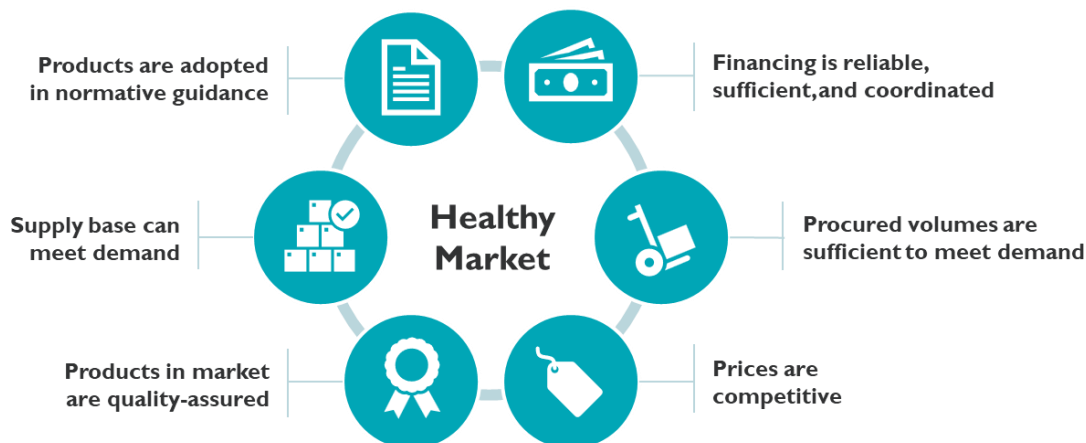 Products are adopted
in normative guidance
Financing is reliable,
sufficient, and coordinated
Supply base can
meet demand
Healthy
Market
Procured volumes are
sufficient to meet demand
Products in market
are quality-assured
Prices are
competitive